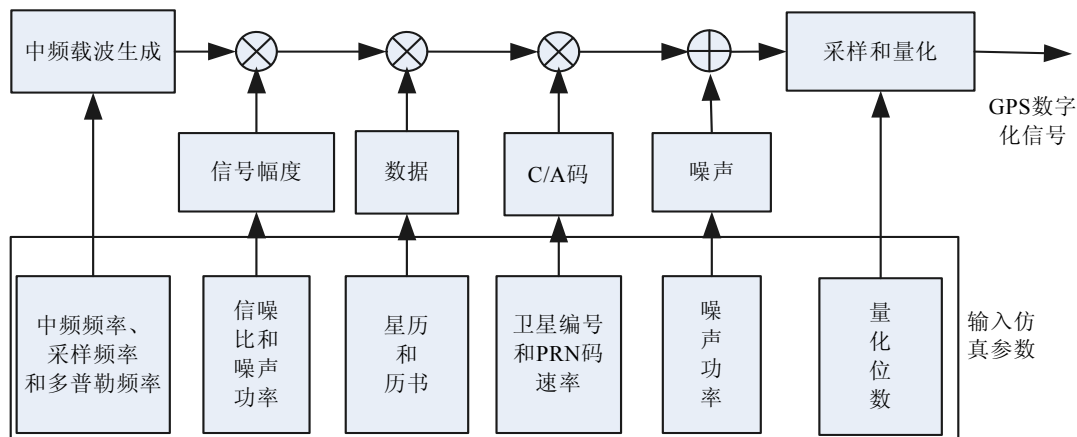 中频载波生成
采样和量化
GPS数字
化信号
信号幅度
数据
C/A码
噪声
中频频率、
采样频率
和多普勒频率
信噪
比和
噪声
功率
星历
和
历书
卫星编号
和PRN码
速率
噪
声
功
率
量
化
位
数
输入仿
真参数